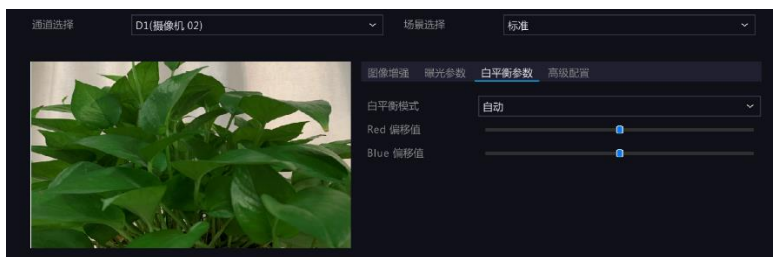 通道选择 D1(摄像机 02) 场景选择 标准
图像增强 曝光参数 白平衡参数 高级配置
白平衡模式 自动
Red 偏移值
Blue 偏移值